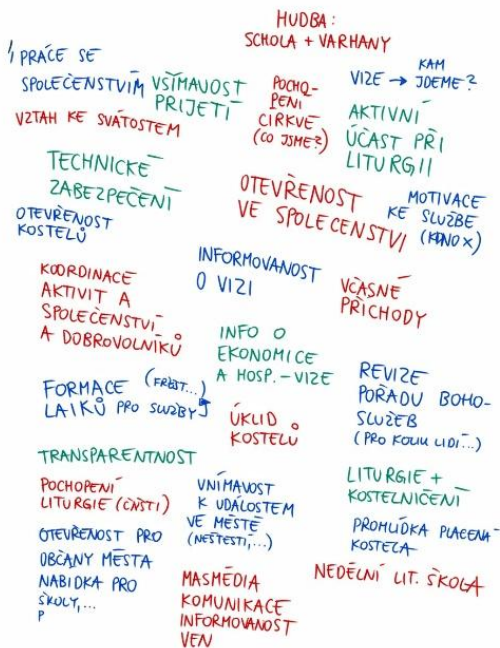 HUDBA:
SCHOLA + VARHANY
PRÁCE SE
SPOLEČENSTVÍM
VŠÍMAVOST
PŘIJETÍ
POCHO-
PENÍ
CÍRKVE
(CO JSME?)
VIZE → KAM
JDEME?
VZTAH KE SVÁTOSTEM
AKTIVNÍ
ÚČAST PŘI
LITURGII
TECHNICKÉ
ZABEZPEČENÍ
OTEVŘENOST
VE SPOLEČENSTVÍ
MOTIVACE
KE SLUŽBĚ
OTEVŘENOST
KOSTELŮ
INFORMOVANOST
O VIZI
VČASNÉ
PŘÍCHODY
KOORDINACE
AKTIVIT A
SPOLEČENSTVÍ
A DOBROVOLNÍKŮ
INFO O
EKONOMICE
A HOSP. - VIZE
REVIZE
POŘADU BOHO-
SLUŽEB
(PRO KOLIK LIDÍ...)
FORMACE
LAIKŮ PRO SLUŽBY
ÚKLID
KOSTELŮ
TRANSPARENTNOST
POCHOPENÍ
LITURGIE (ČÁSTI)
VNÍMAVOST
K UDÁLOSTEM
VE MĚSTĚ
(NEŠTĚSTÍ,...)
LITURGIE +
KOSTELNIČENÍ
OTEVŘENOST PRO
OBČANY MĚSTA
NABÍDKA PRO
ŠKOLY,...
P
PROHLÍDKA PLACENÁ
KOSTELA
NEDĚLNÍ LIT. ŠKOLA
MASMÉDIA
KOMUNIKACE
INFORMOVANOST
VEN